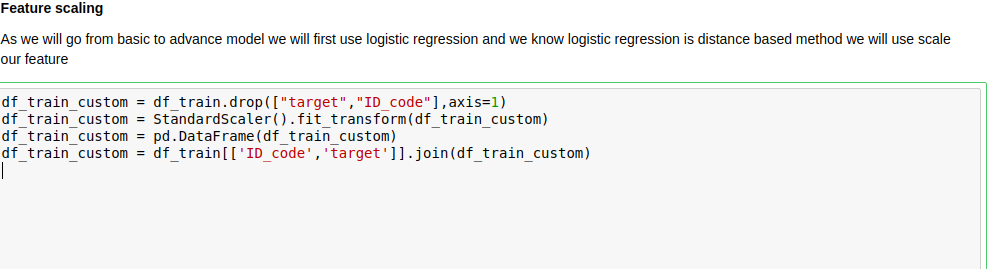 Feature scaling
As we will go from basic to advance model we will first use logistic regression and we know logistic regression is distance based method we will use scale
our feature
df_train_custom = df_train.drop(["target","ID_code"],axis=1)
df_train_custom = StandardScaler().fit_transform(df_train_custom)
df_train_custom = pd.DataFrame(df_train_custom)
df_train_custom = df_train[['ID_code','target']].join(df_train_custom)